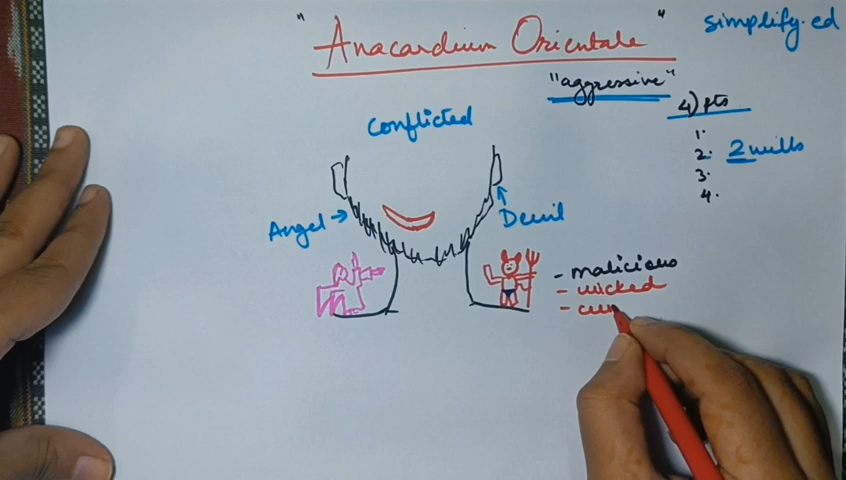 " "Anacardium Orientale" "
simplify.ed
"aggressive"
4) pts
Conflicted
1.
2. 2 wills
3.
4.
Angel →
Devil
- malicious
- wicked
-